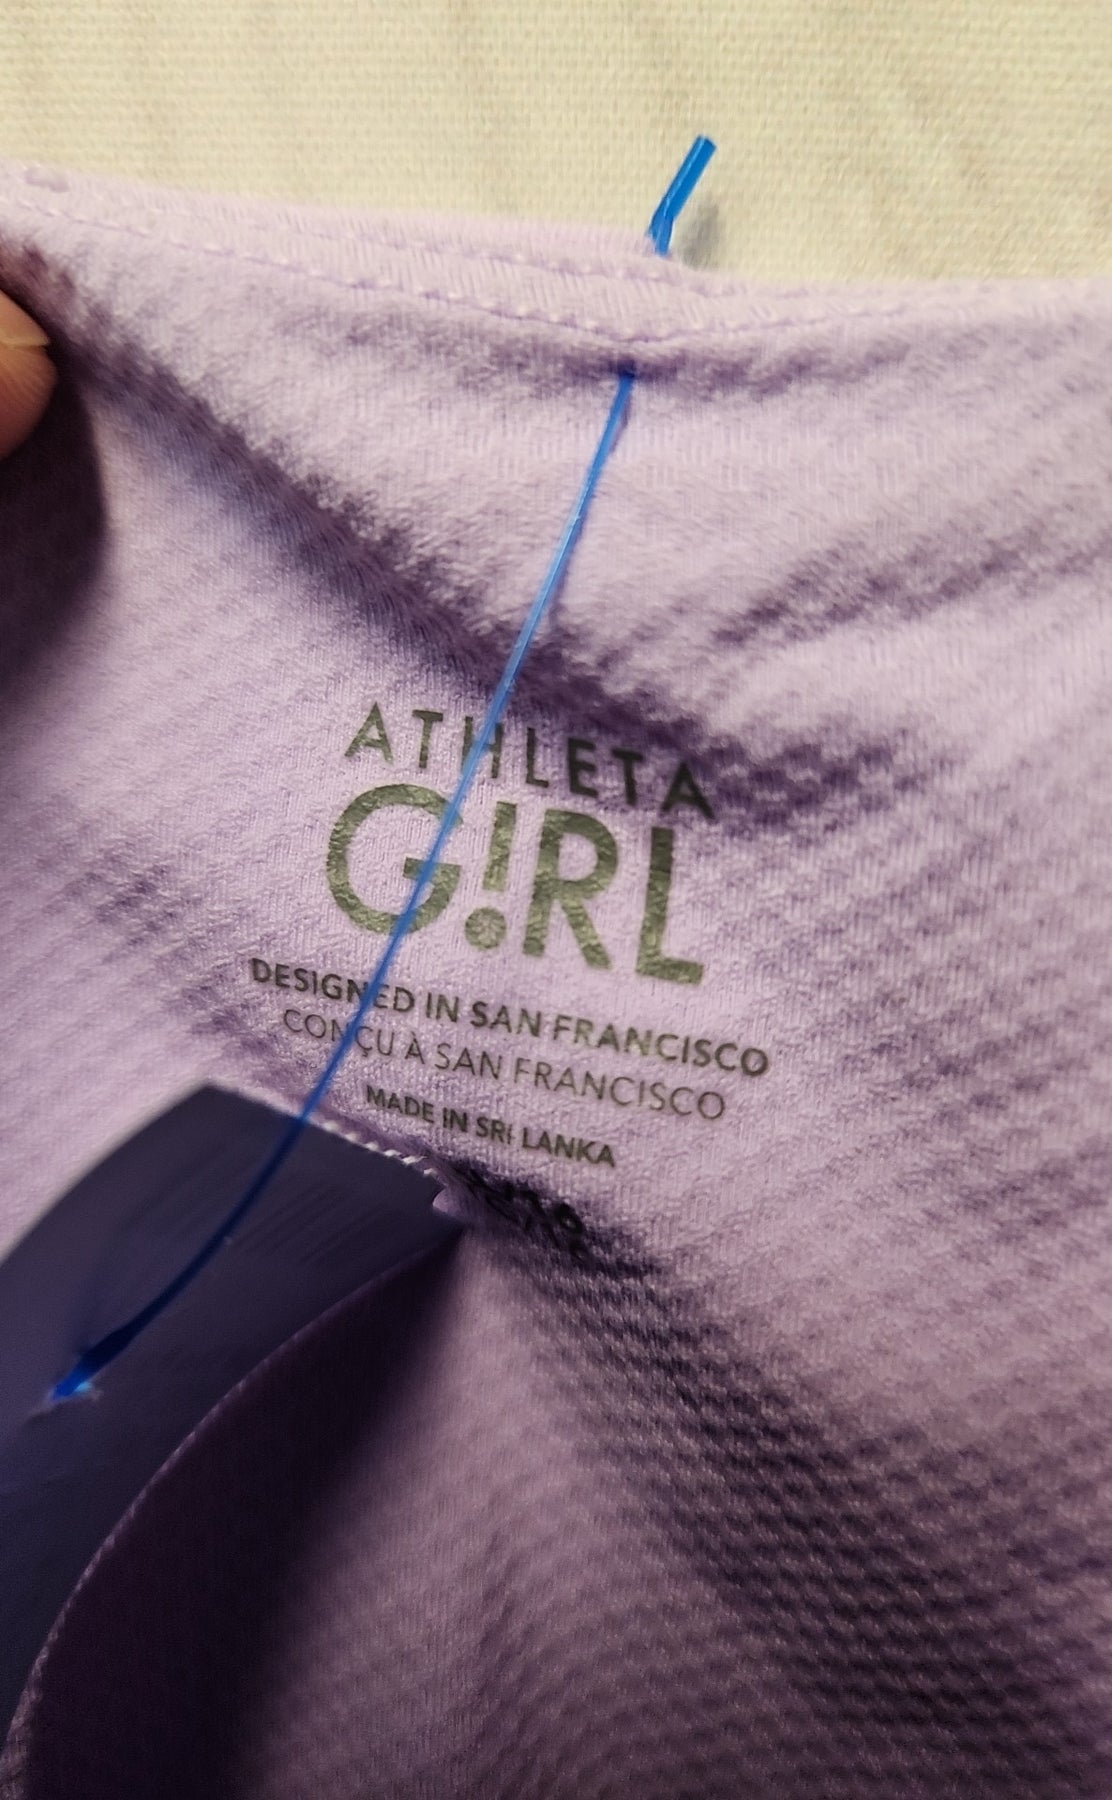 ATHLETA
G!RL
DESIGNED IN SAN FRANCISCO
CONÇU À SAN FRANCISCO
MADE IN SRI LANKA